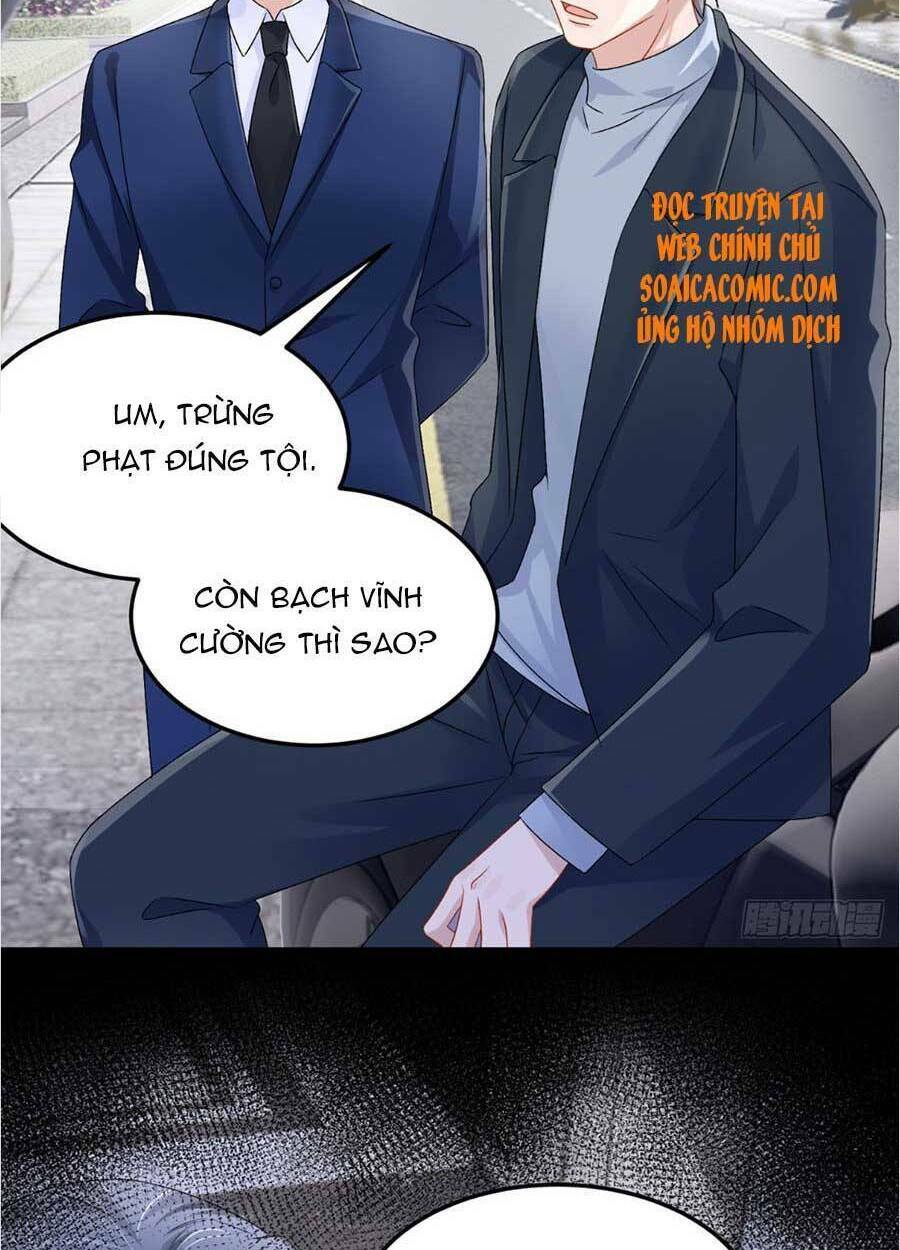 ĐỌC TRUYỆN TẠI
WEB CHÍNH CHỦ
SOAICACOMIC.COM
ỦNG HỘ NHÓM DỊCH
UM, TRỪNG
PHẠT ĐÚNG TỘI.
CÒN BẠCH VĨNH
CƯỜNG THÌ SAO?
腾讯动漫